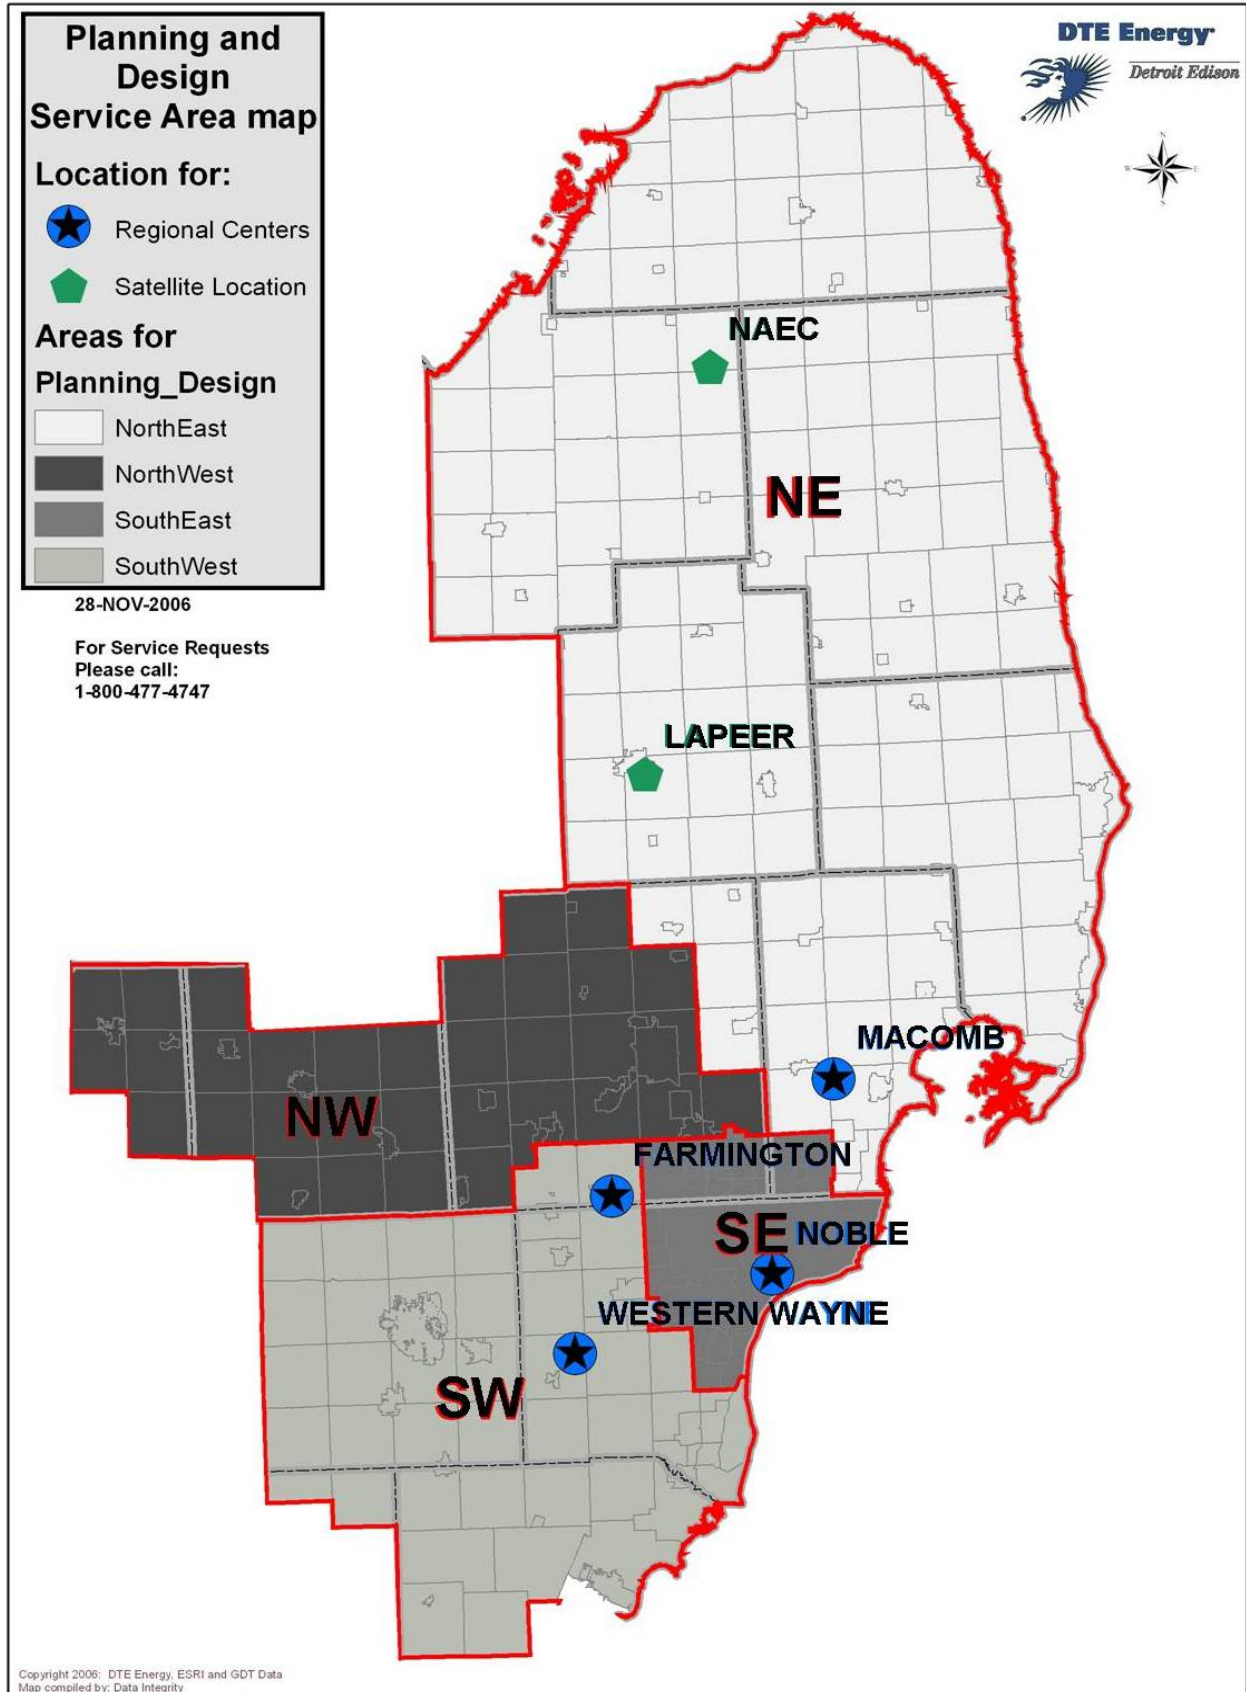 Planning and
Design
Service Area map
Location for:
Regional Centers
Satellite Location
Areas for
Planning_Design
NorthEast
NorthWest
SouthEast
SouthWest
28-NOV-2006
For Service Requests
Please call:
1-800-477-4747
DTE Energy
Detroit Edison
N
W
E
S
NAEC
NE
LAPEER
MACOMB
NW
FARMINGTON
SE
NOBLE
WESTERN WAYNE
SW
Copyright 2006: DTE Energy, ESRI and GDT Data
Map compiled by: Data Integrity